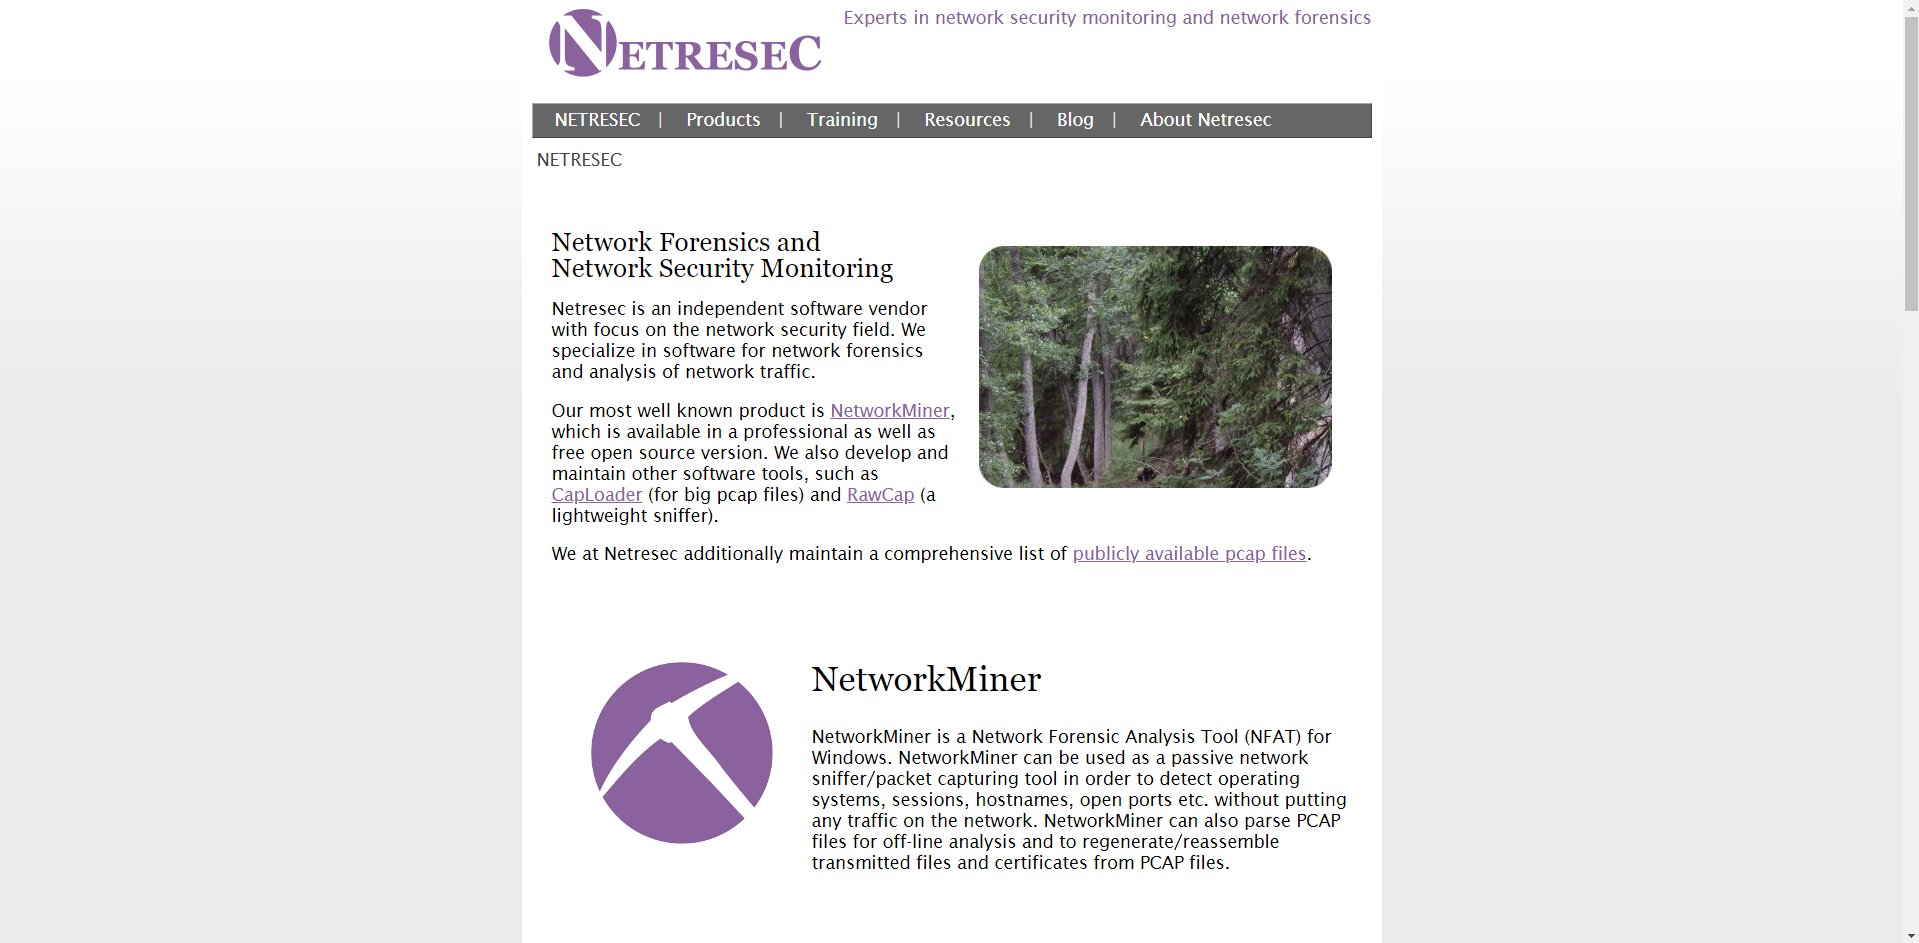 NETRESEC
Experts in network security monitoring and network forensics
NETRESEC | Products | Training | Resources | Blog | About Netresec
NETRESEC
Network Forensics and
Network Security Monitoring
Netresec is an independent software vendor
with focus on the network security field. We
specialize in software for network forensics
and analysis of network traffic.
Our most well known product is NetworkMiner,
which is available in a professional as well as
free open source version. We also develop and
maintain other software tools, such as
CapLoader (for big pcap files) and RawCap (a
lightweight sniffer).
We at Netresec additionally maintain a comprehensive list of publicly available pcap files.
NetworkMiner
NetworkMiner is a Network Forensic Analysis Tool (NFAT) for
Windows. NetworkMiner can be used as a passive network
sniffer/packet capturing tool in order to detect operating
systems, sessions, hostnames, open ports etc. without putting
any traffic on the network. NetworkMiner can also parse PCAP
files for off-line analysis and to regenerate/reassemble
transmitted files and certificates from PCAP files.